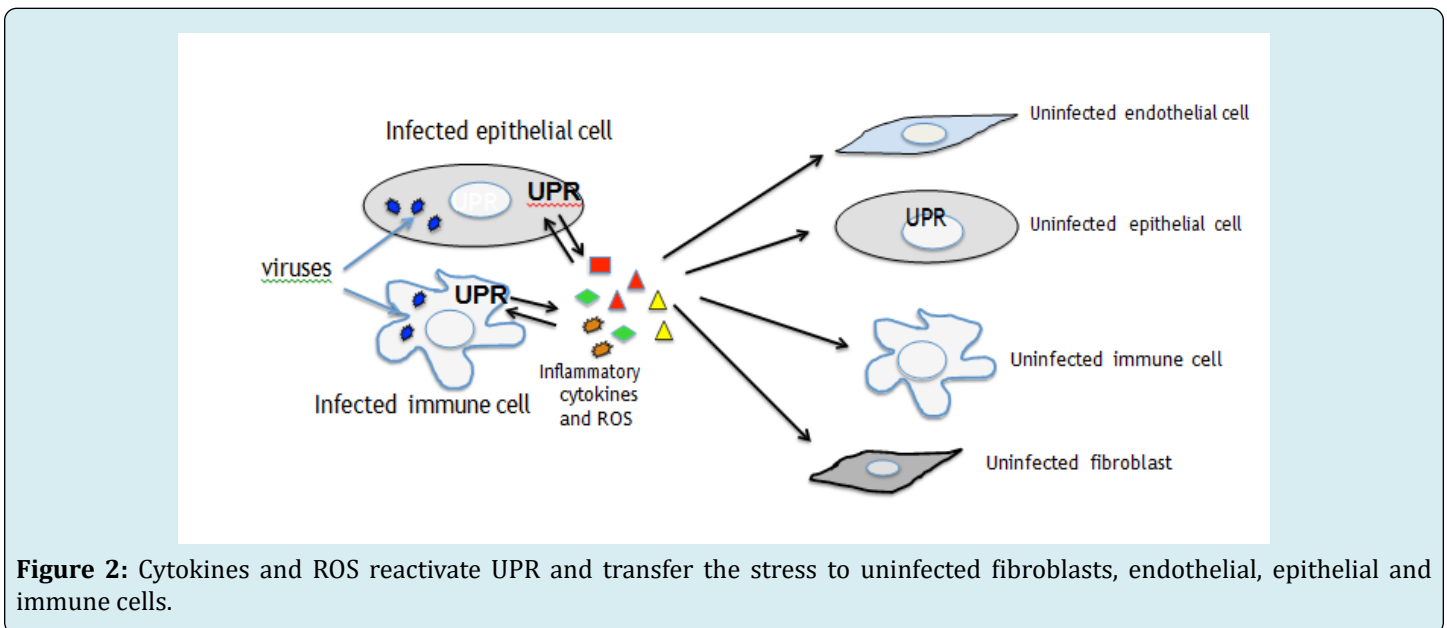 Infected epithelial cell
UPR
UPR
viruses
UPR
Infected immune cell
Inflammatory
cytokines
and ROS
Uninfected endothelial cell
UPR
Uninfected epithelial cell
Uninfected immune cell
Uninfected fibroblast
Figure 2: Cytokines and ROS reactivate UPR and transfer the stress to uninfected fibroblasts, endothelial, epithelial and
immune cells.